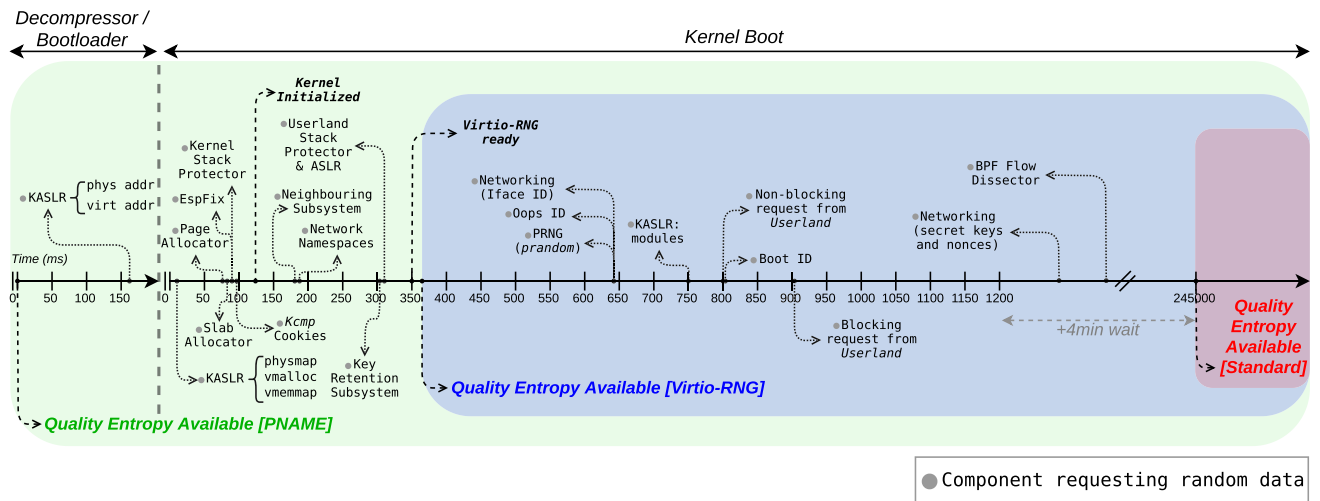 Decompressor /
Bootloader
Kernel Boot
Kernel
Initialized
Userland
Stack
Protector
& ASLR
Virtio-RNG
ready
Kernel
Stack
Protector
KASLR
phys addr
virt addr
EspFix
Page
Allocator
Neighbouring
Subsystem
Network
Namespaces
Networking
(Iface ID)
Oops ID
PRNG
(prandom)
KASLR:
modules
Non-blocking
request from
Userland
Boot ID
BPF Flow
Dissector
Networking
(secret keys
and nonces)
Time (ms)
0 50 100 150
0 50 100 150 200 250 300 350 400 450 500 550 600 650 700 750 800 850 900 950 1000 1050 1100 1150 1200 245000
Slab
Allocator
Kcmp
Cookies
KASLR
physmap
vmalloc
vmemmap
Key
Retention
Subsystem
Blocking
request from
Userland
+4min wait
Quality
Entropy
Available
[Standard]
Quality Entropy Available [Virtio-RNG]
Quality Entropy Available [PNAME]
Component requesting random data